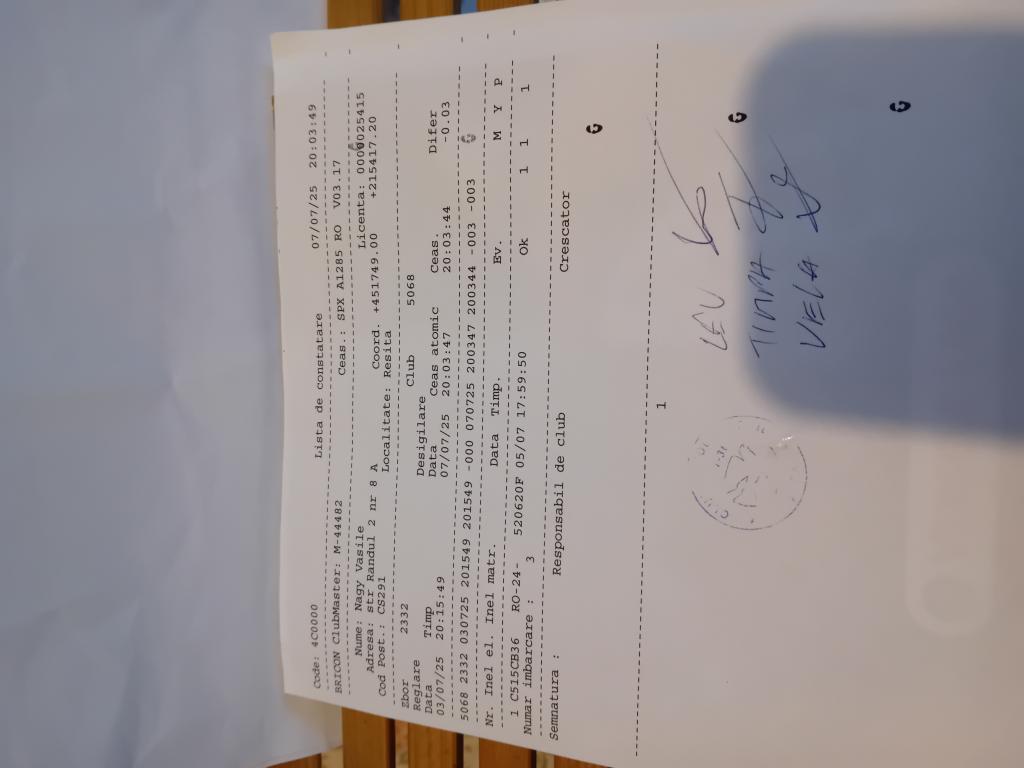 Code: 4C0000 Lista de constatare 07/07/25 20:03:49
BRICON ClubMaster: M-44482 Ceas.: SPX A1285 RO V03.17
Nume: Nagy Vasile Licenta: 0000025415
Adresa: str Randul 2 nr 8 A Coord. +451749.00 +215417.20
Cod Post.: CS291 Localitate: Resita
Zbor 2332 Club 5068
Reglare Desigilare
Data Timp Data Ceas atomic Ceas. Difer
03/07/25 20:15:49 07/07/25 20:03:47 20:03:44 -0.03
5068 2332 030725 201549 201549 -000 070725 200347 200344 -003 -003
Nr. Inel el. Inel matr. Data Timp. Ev. M Y P
1 C515CB36 RO-24- 520620F 05/07 17:59:50 Ok 1 1 1
Numar imbarcare : 3
Semnatura : Responsabil de club Crescator
1
LEU
TIMPA
VELA